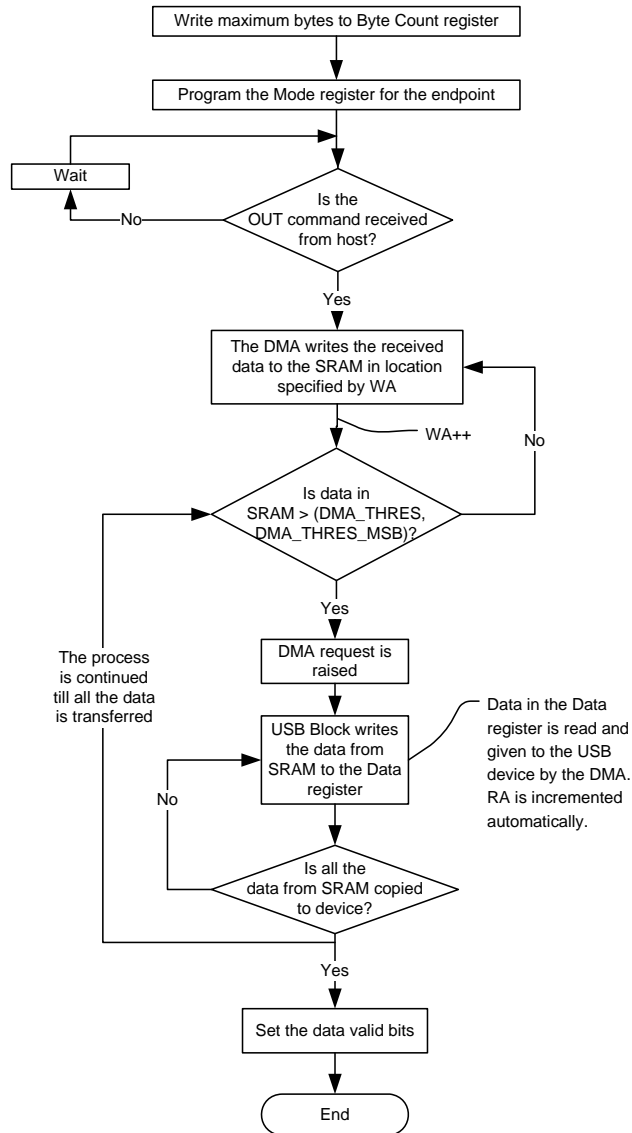 Write maximum bytes to Byte Count register
Program the Mode register for the endpoint
Wait
Is the
OUT command received
from host?
No
Yes
The DMA writes the received
data to the SRAM in location
specified by WA
WA++
No
Is data in
SRAM > (DMA_THRES,
DMA_THRES_MSB)?
Yes
The process
is continued
till all the data
is transferred
DMA request is
raised
USB Block writes
the data from
SRAM to the Data
register
Data in the Data
register is read and
given to the USB
device by the DMA.
RA is incremented
automatically.
No
Is all the
data from SRAM copied
to device?
Yes
Set the data valid bits
End